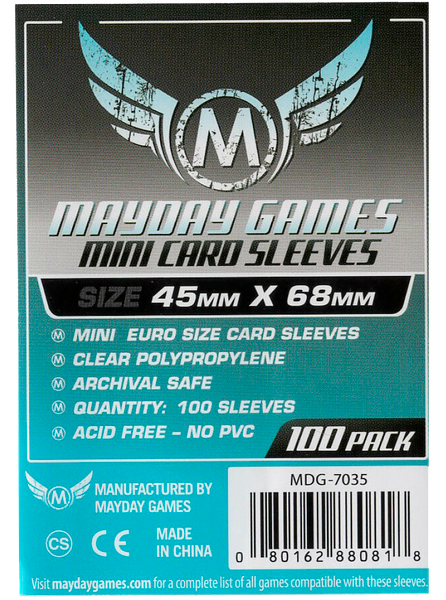 M
MAYDAY GAMES
MINI CARD SLEEVES
SIZE 45MM X 68MM
M MINI EURO SIZE CARD SLEEVES
M CLEAR POLYPROPYLENE
M ARCHIVAL SAFE
M QUANTITY: 100 SLEEVES
M ACID FREE – NO PVC
100 PACK
M
MANUFACTURED BY
MAYDAY GAMES
CS CE
MADE
IN CHINA
MDG-7035
0 80162 88081 8
Visit maydaygames.com for a complete list of all games compatible with these sleeves.